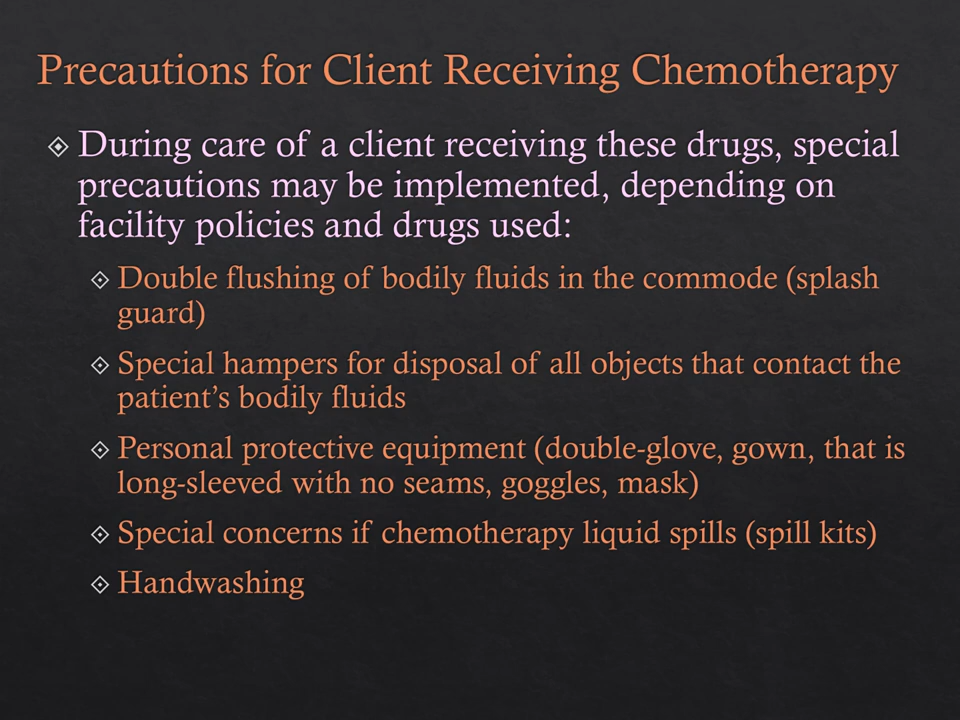 Precautions for Client Receiving Chemotherapy
During care of a client receiving these drugs, special
precautions may be implemented, depending on
facility policies and drugs used:
Double flushing of bodily fluids in the commode (splash
guard)
Special hampers for disposal of all objects that contact the
patient’s bodily fluids
Personal protective equipment (double-glove, gown, that is
long-sleeved with no seams, goggles, mask)
Special concerns if chemotherapy liquid spills (spill kits)
Handwashing